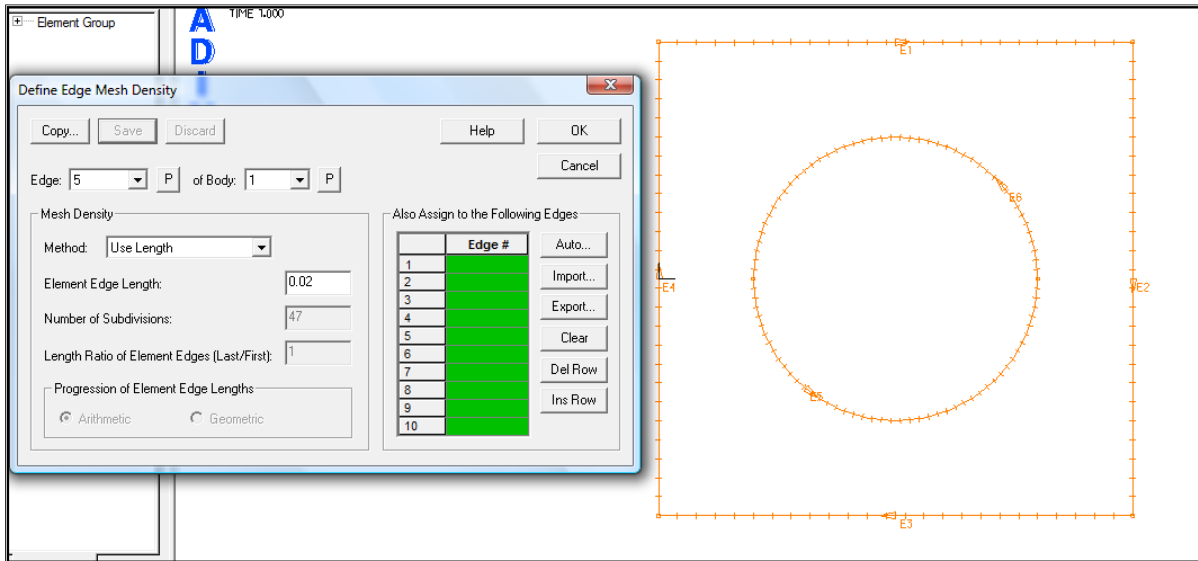 Element Group
TIME 1.000
A
D
Define Edge Mesh Density
Copy... Save Discard Help OK
Cancel
Edge: 5 P of Body: 1 P
Mesh Density
Method: Use Length
Element Edge Length: 0.02
Number of Subdivisions: 47
Length Ratio of Element Edges (Last/First): 1
Progression of Element Edge Lengths
Arithmetic Geometric
Also Assign to the Following Edges
Edge #
1
2
3
4
5
6
7
8
9
10
Auto...
Import...
Export...
Clear
Del Row
Ins Row
E1
E6
E4
E2
E5
E3